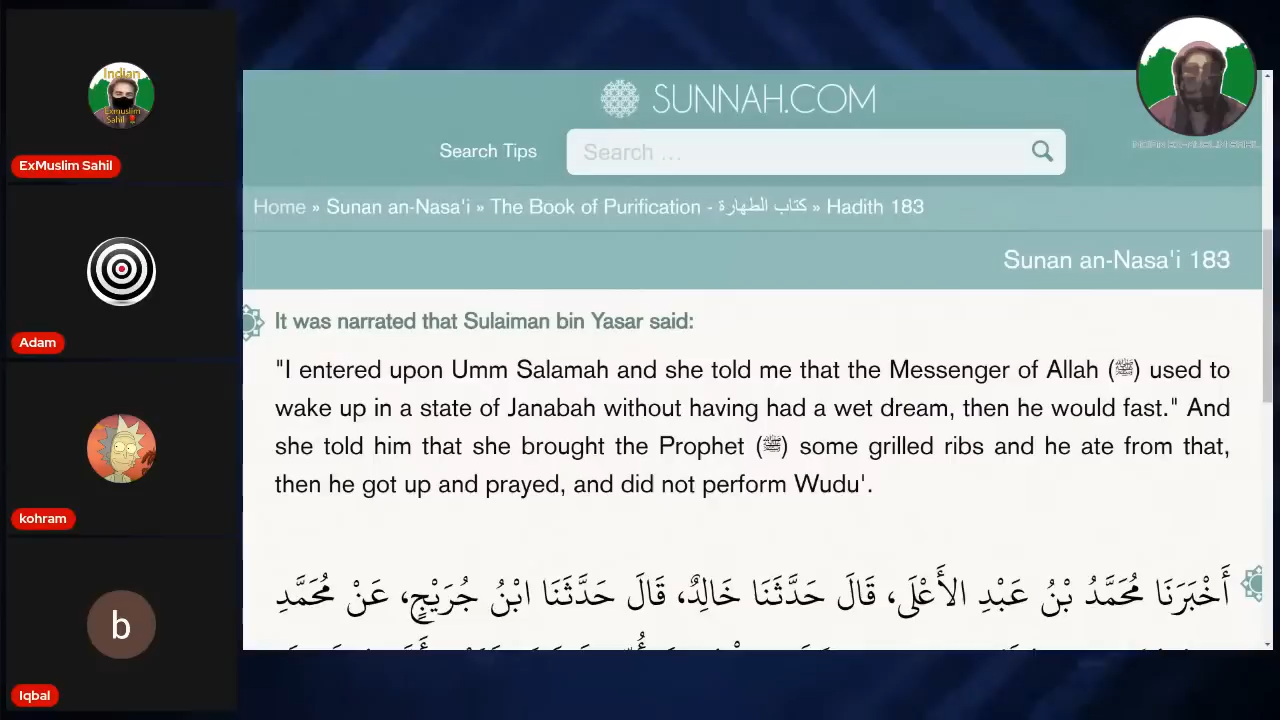 Indian
Exmuslim
Sahil
ExMuslim Sahil
Adam
kohram
b
Iqbal
SUNNAH.COM
Search Tips
Search ...
Home » Sunan an-Nasa'i » The Book of Purification - كتاب الطهارة » Hadith 183
Sunan an-Nasa'i 183
It was narrated that Sulaiman bin Yasar said:
"I entered upon Umm Salamah and she told me that the Messenger of Allah (ﷺ) used to
wake up in a state of Janabah without having had a wet dream, then he would fast." And
she told him that she brought the Prophet (ﷺ) some grilled ribs and he ate from that,
then he got up and prayed, and did not perform Wudu'.
أَخْبَرَنَا مُحَمَّدُ بْنُ عَبْدِ الأَعْلَى، قَالَ حَدَّثَنَا خَالِدٌ، قَالَ حَدَّثَنَا ابْنُ جُرَيْجٍ، عَنْ مُحَمَّدِ